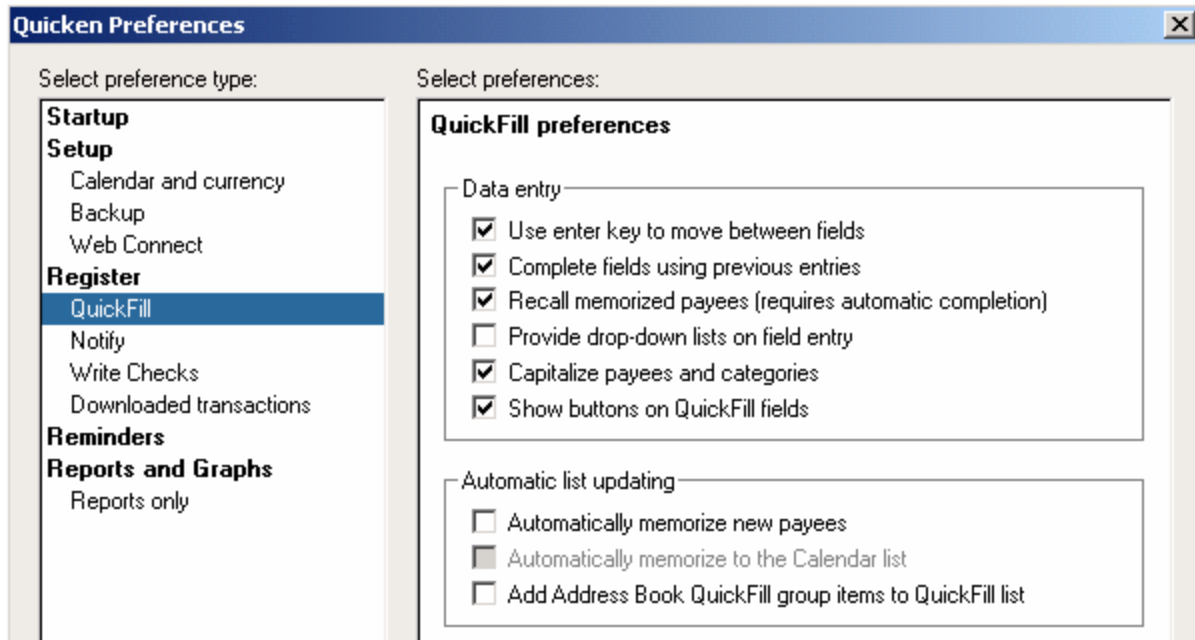 Quicken Preferences
Select preference type:
Startup
Setup
Calendar and currency
Backup
Web Connect
Register
QuickFill
Notify
Write Checks
Downloaded transactions
Reminders
Reports and Graphs
Reports only
Select preferences:
QuickFill preferences
Data entry
Use enter key to move between fields
Complete fields using previous entries
Recall memorized payees (requires automatic completion)
Provide drop-down lists on field entry
Capitalize payees and categories
Show buttons on QuickFill fields
Automatic list updating
Automatically memorize new payees
Automatically memorize to the Calendar list
Add Address Book QuickFill group items to QuickFill list